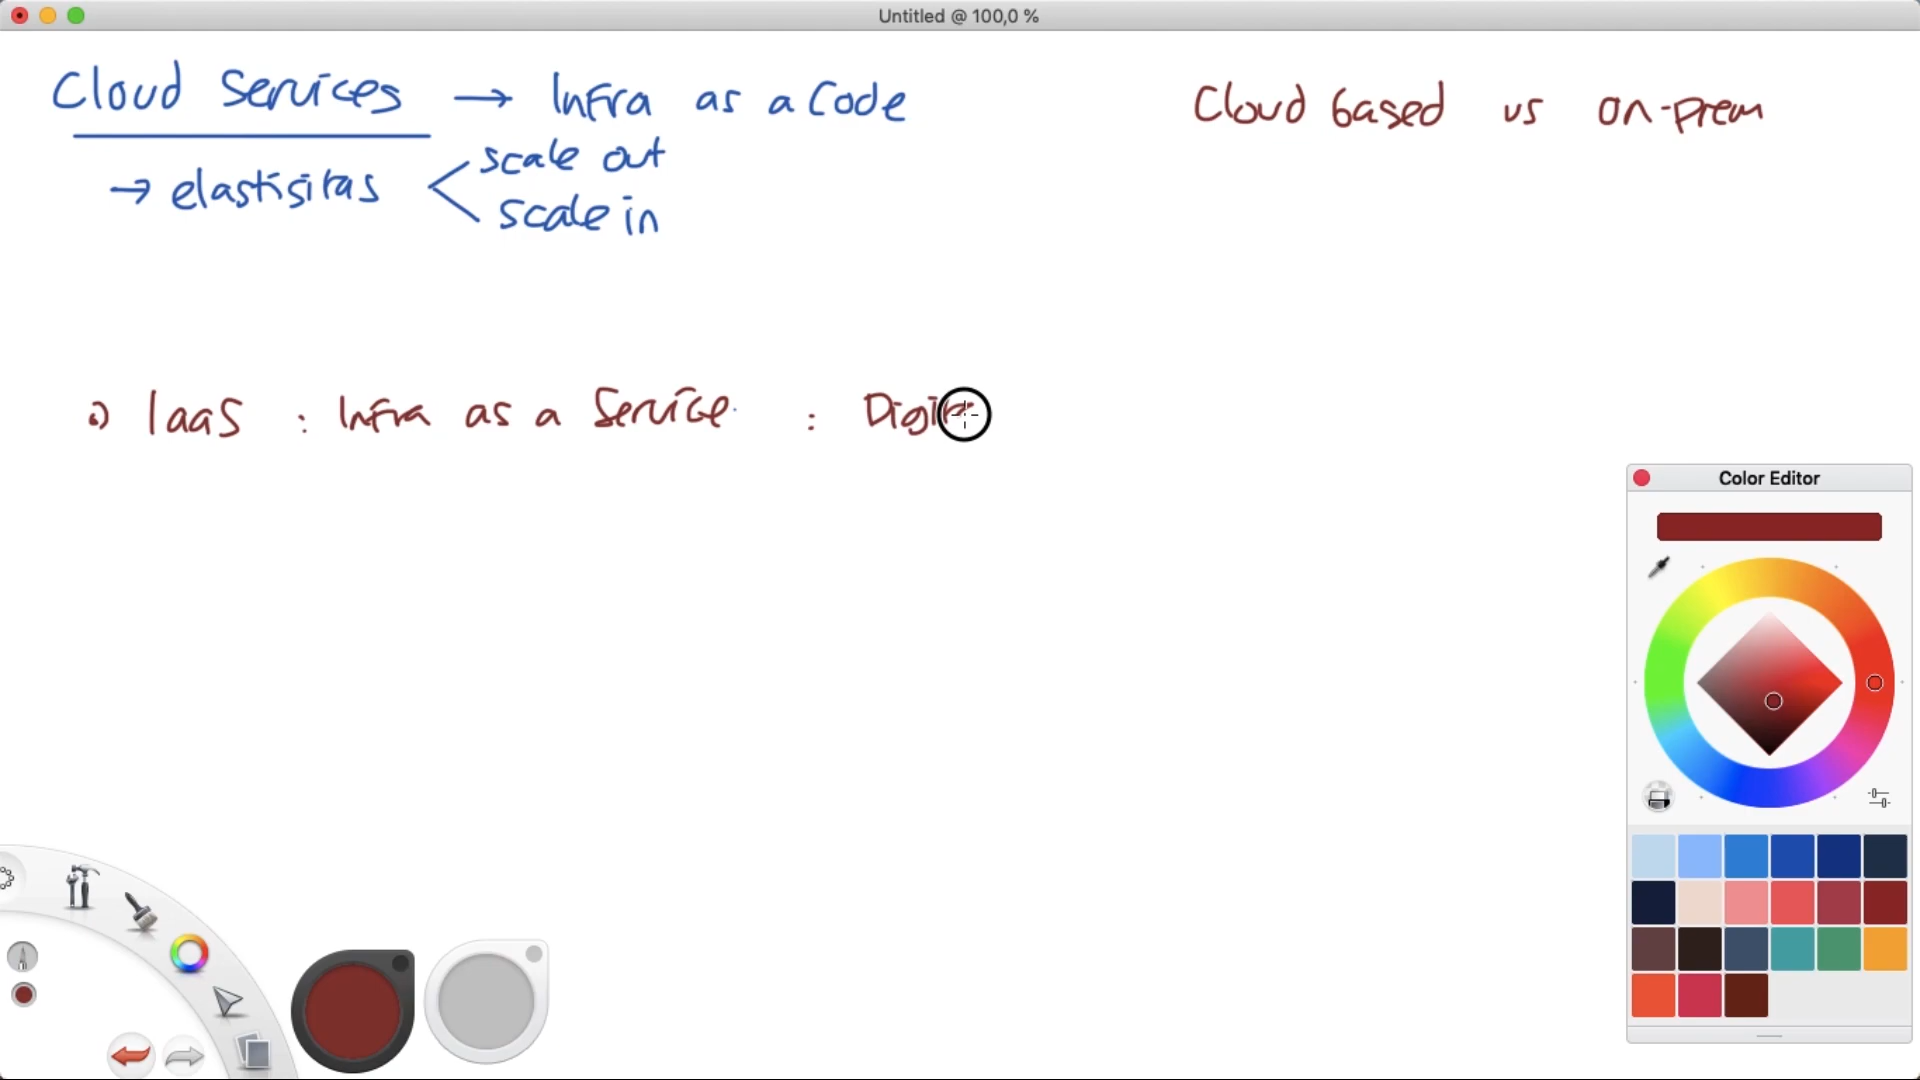 Untitled @ 100,0 %
Cloud Services → Infra as a Code
→ elastisitas < scale out
scale in
Cloud based vs on-prem
IaaS : Infra as a Service :
Color Editor